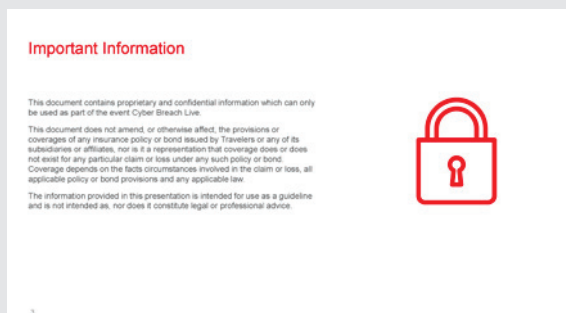 Important Information
This document contains proprietary and confidential information which can only
be used as part of the event Cyber Breach Live.
This document does not amend, or otherwise affect, the provisions or
coverages of any insurance policy or bond issued by Travelers or any of its
subsidiaries or affiliates, nor is it a representation that coverage does or does
not exist for any particular claim or loss under any such policy or bond.
Coverage depends on the facts circumstances involved in the claim or loss, all
applicable policy or bond provisions and any applicable law.
The information provided in this presentation is intended for use as a guideline
and is not intended as, nor does it constitute legal or professional advice.